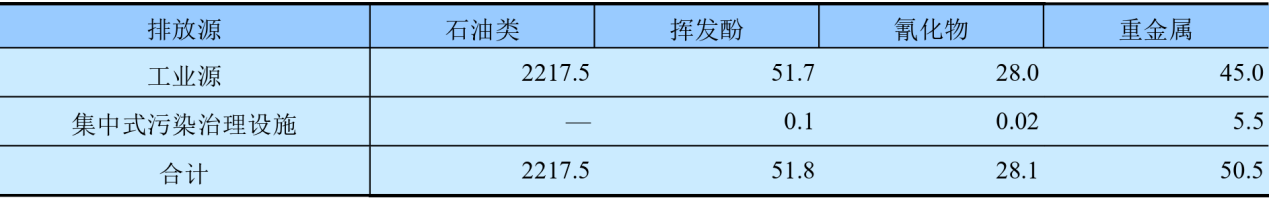 排放源 石油类 挥发酚 氰化物 重金属
工业源 2217.5 51.7 28.0 45.0
集中式污染治理设施 — 0.1 0.02 5.5
合计 2217.5 51.8 28.1 50.5